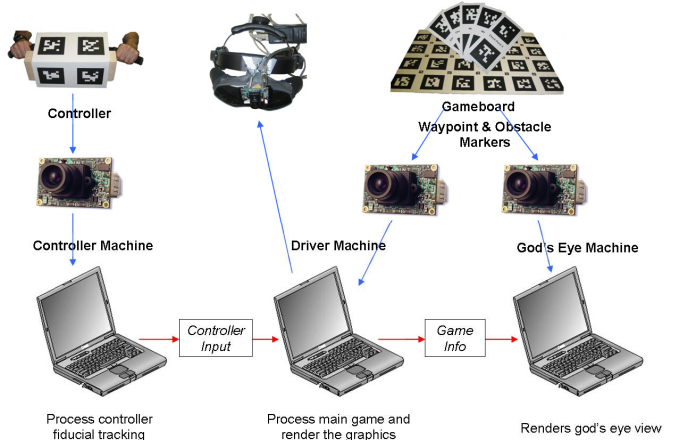 Controller
Gameboard
Waypoint & Obstacle
Markers
Controller Machine
Driver Machine
God's Eye Machine
Controller
Input
Game
Info
Process controller
fiducial tracking
Process main game and
render the graphics
Renders god's eye view